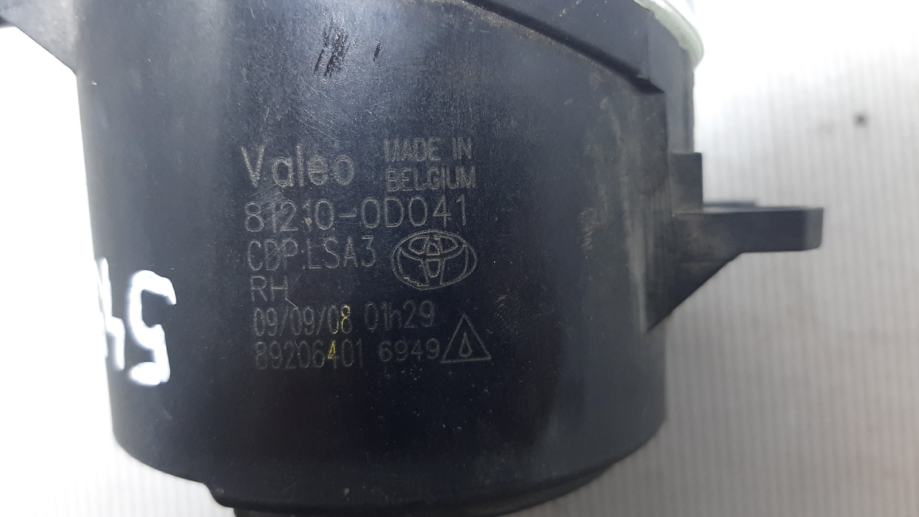 Valeo MADE IN BELGIUM
81210-0D041
CDP:LSA3
RH
09/09/08 01h29
89206401 6949